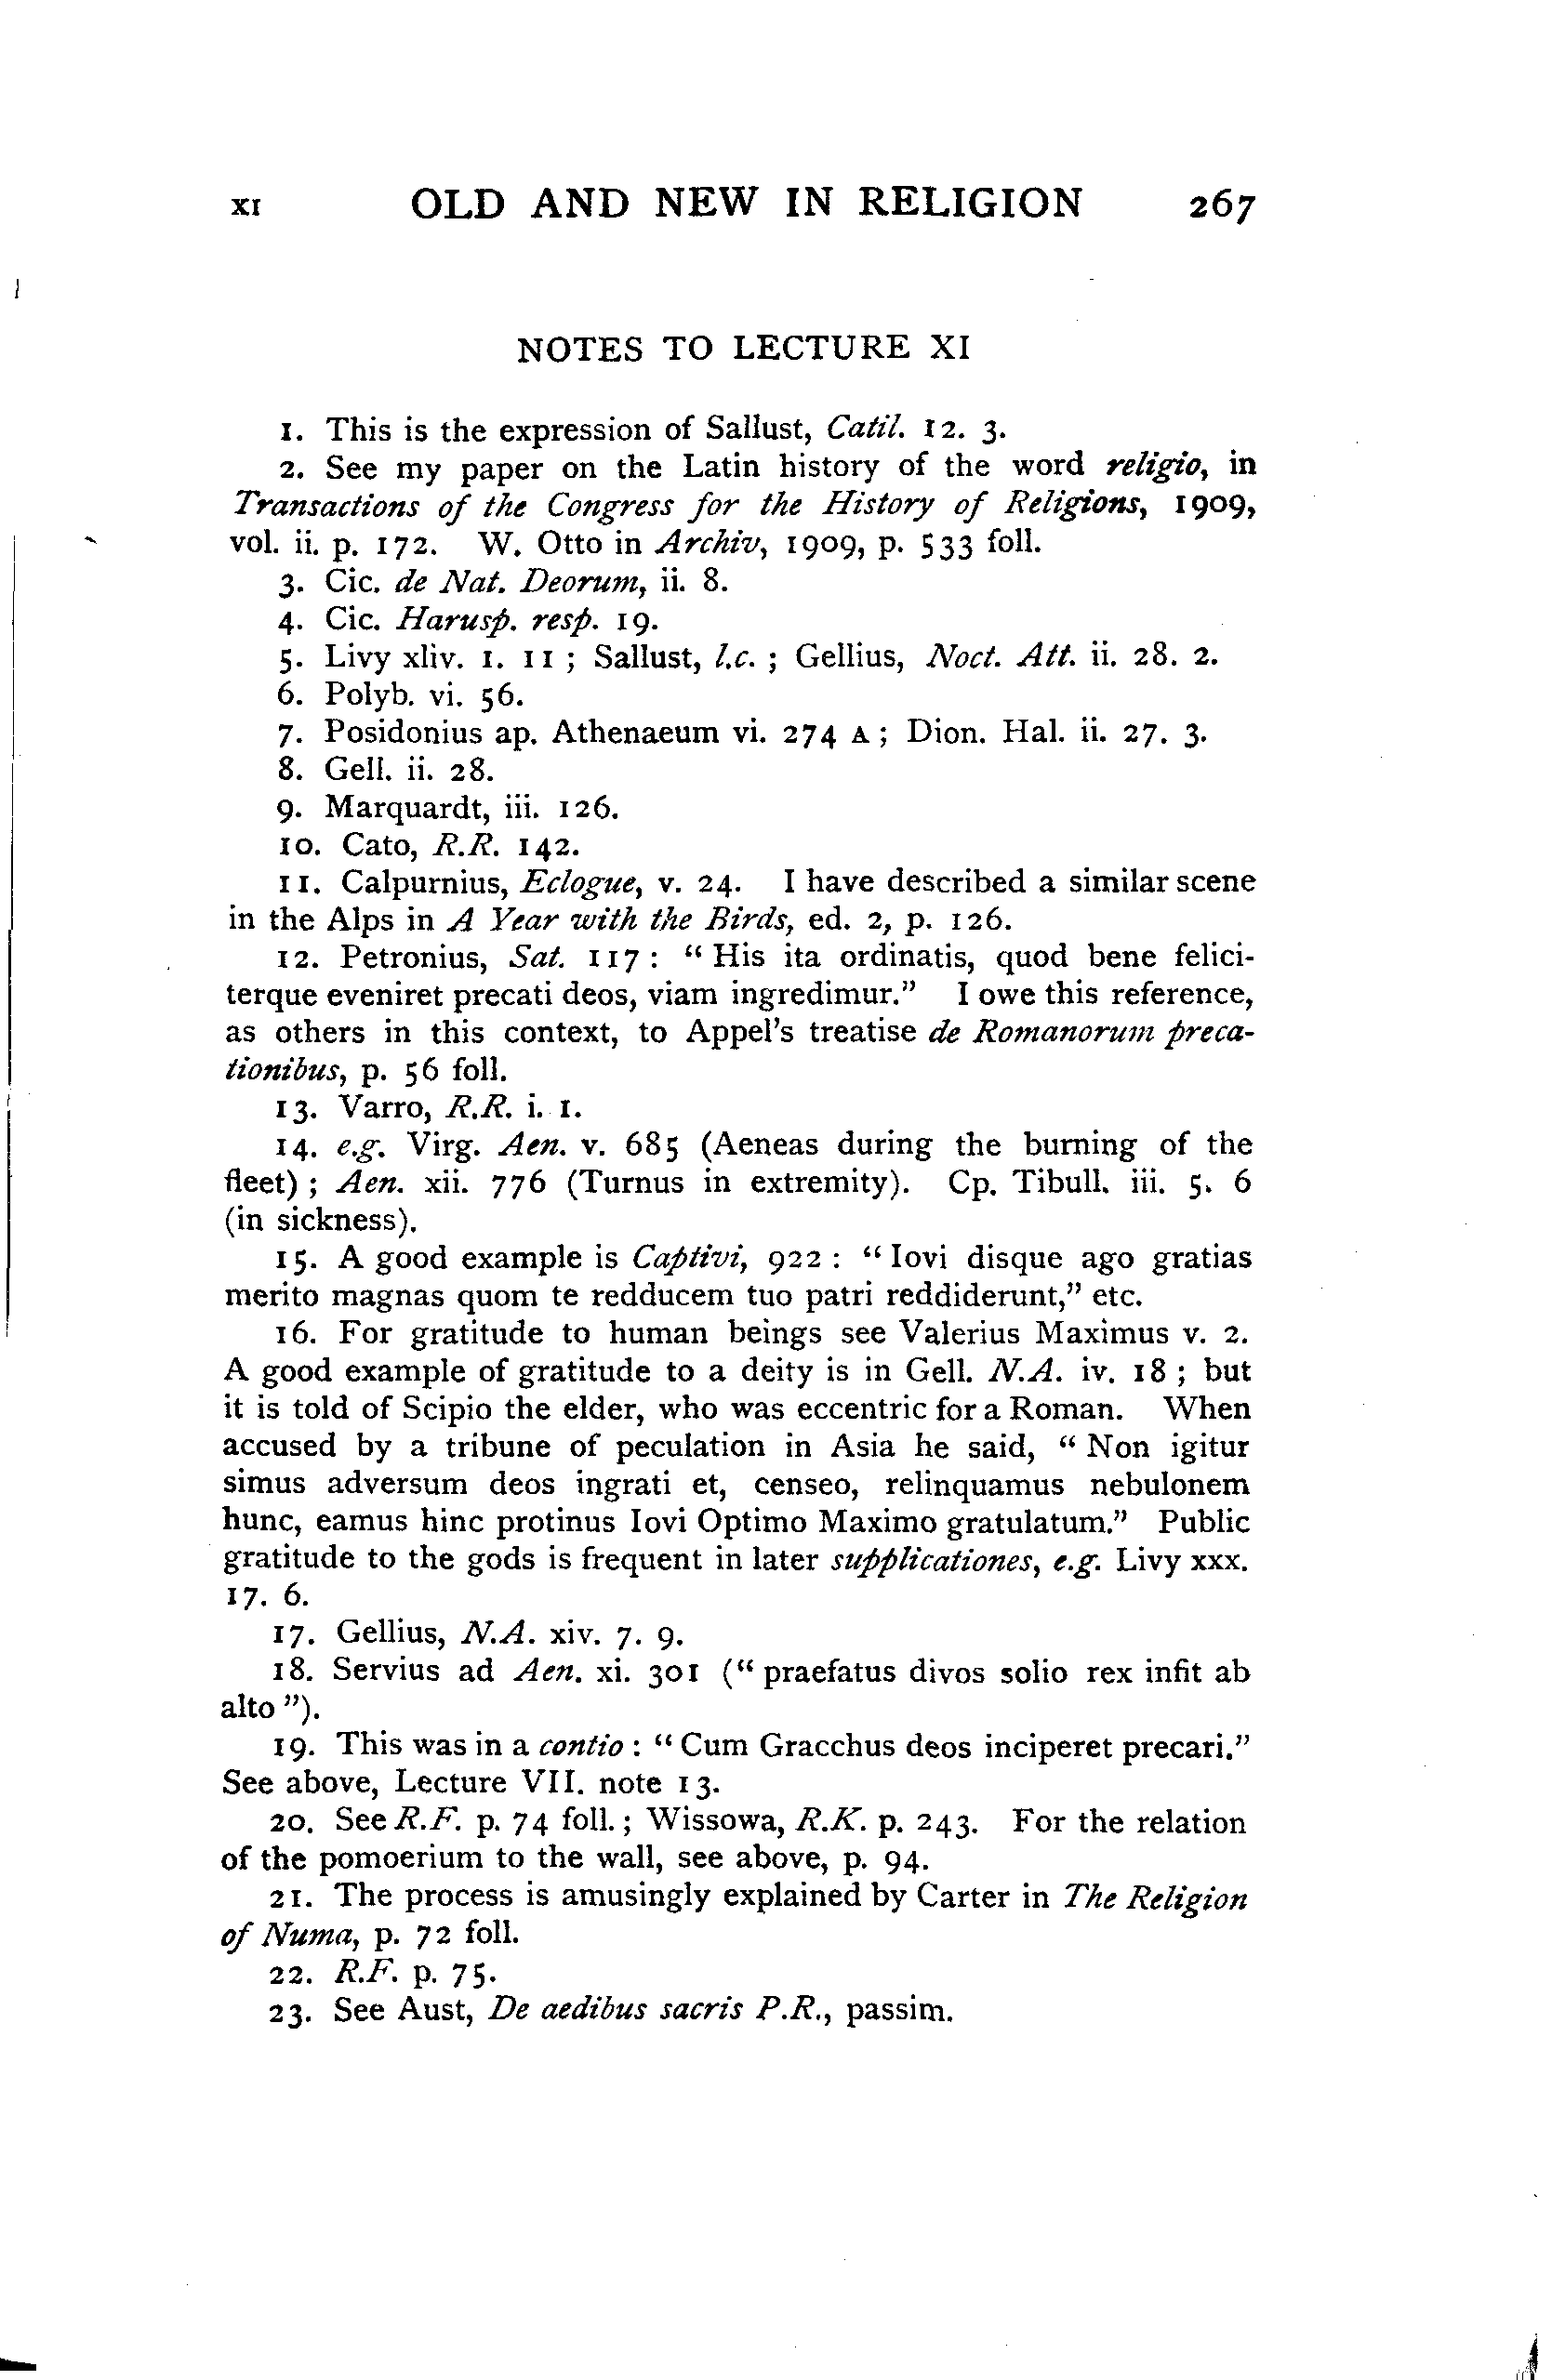 XI OLD AND NEW IN RELIGION 267
NOTES TO LECTURE XI
1. This is the expression of Sallust, Catil. 12. 3.
2. See my paper on the Latin history of the word religio, in
Transactions of the Congress for the History of Religions, 1909,
vol. ii. p. 172. W. Otto in Archiv, 1909, p. 533 foll.
3. Cic. de Nat. Deorum, ii. 8.
4. Cic. Harusp. resp. 19.
5. Livy xliv. 1. 11 ; Sallust, l.c. ; Gellius, Noct. Att. ii. 28. 2.
6. Polyb. vi. 56.
7. Posidonius ap. Athenaeum vi. 274 A ; Dion. Hal. ii. 27. 3.
8. Gell. ii. 28.
9. Marquardt, iii. 126.
10. Cato, R.R. 142.
11. Calpurnius, Eclogue, v. 24. I have described a similar scene
in the Alps in A Year with the Birds, ed. 2, p. 126.
12. Petronius, Sat. 117 : “ His ita ordinatis, quod bene felici-
terque eveniret precati deos, viam ingredimur.” I owe this reference,
as others in this context, to Appel’s treatise de Romanorum preca-
tionibus, p. 56 foll.
13. Varro, R.R. i. 1.
14. e.g. Virg. Aen. v. 685 (Aeneas during the burning of the
fleet) ; Aen. xii. 776 (Turnus in extremity). Cp. Tibull. iii. 5. 6
(in sickness).
15. A good example is Captivi, 922 : “ Iovi disque ago gratias
merito magnas quom te redducem tuo patri reddiderunt,” etc.
16. For gratitude to human beings see Valerius Maximus v. 2.
A good example of gratitude to a deity is in Gell. N.A. iv. 18 ; but
it is told of Scipio the elder, who was eccentric for a Roman. When
accused by a tribune of peculation in Asia he said, “ Non igitur
simus adversum deos ingrati et, censeo, relinquamus nebulonem
hunc, eamus hinc protinus Iovi Optimo Maximo gratulatum.” Public
gratitude to the gods is frequent in later supplicationes, e.g. Livy xxx.
17. 6.
17. Gellius, N.A. xiv. 7. 9.
18. Servius ad Aen. xi. 301 (“ praefatus divos solio rex infit ab
alto ”).
19. This was in a contio : “ Cum Gracchus deos inciperet precari.”
See above, Lecture VII. note 13.
20. See R.F. p. 74 foll. ; Wissowa, R.K. p. 243. For the relation
of the pomoerium to the wall, see above, p. 94.
21. The process is amusingly explained by Carter in The Religion
of Numa, p. 72 foll.
22. R.F. p. 75.
23. See Aust, De aedibus sacris P.R., passim.